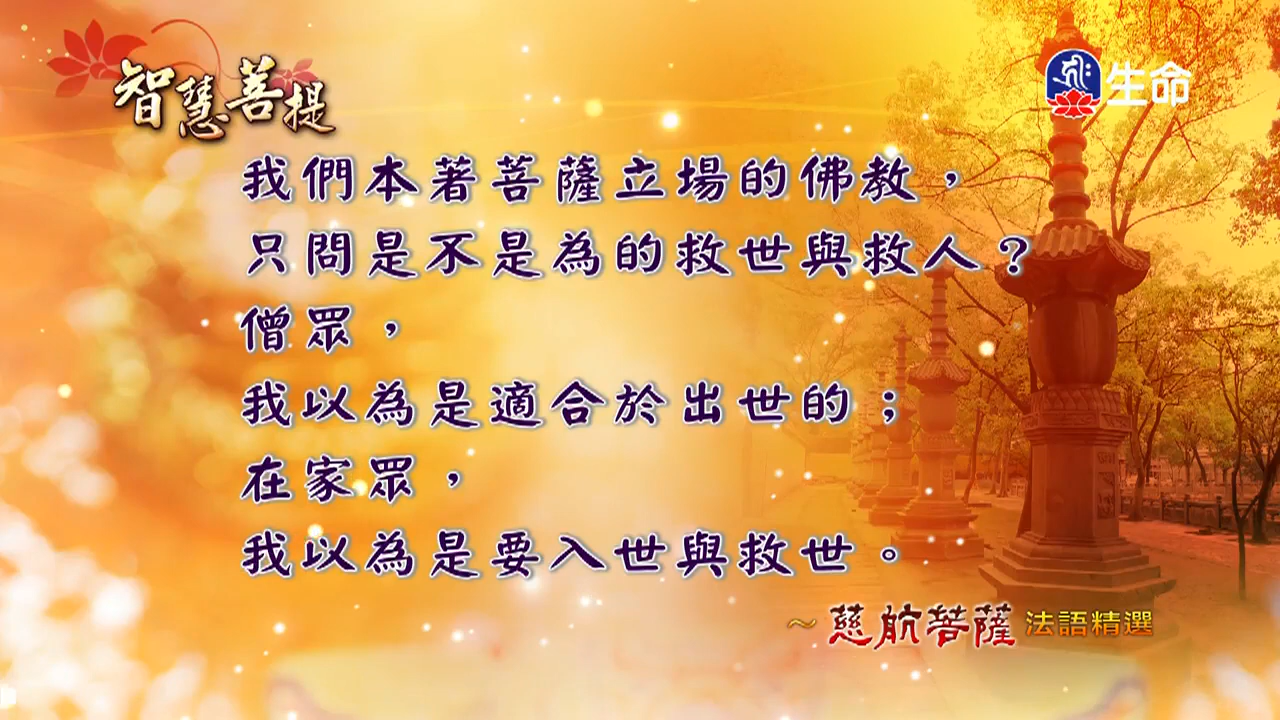 智慧菩提
生命
我們本著菩薩立場的佛教，
只問是不是為的救世與救人？
僧眾，
我以為是適合於出世的；
在家眾，
我以為是要入世與救世。
～慈航菩薩 法語精選